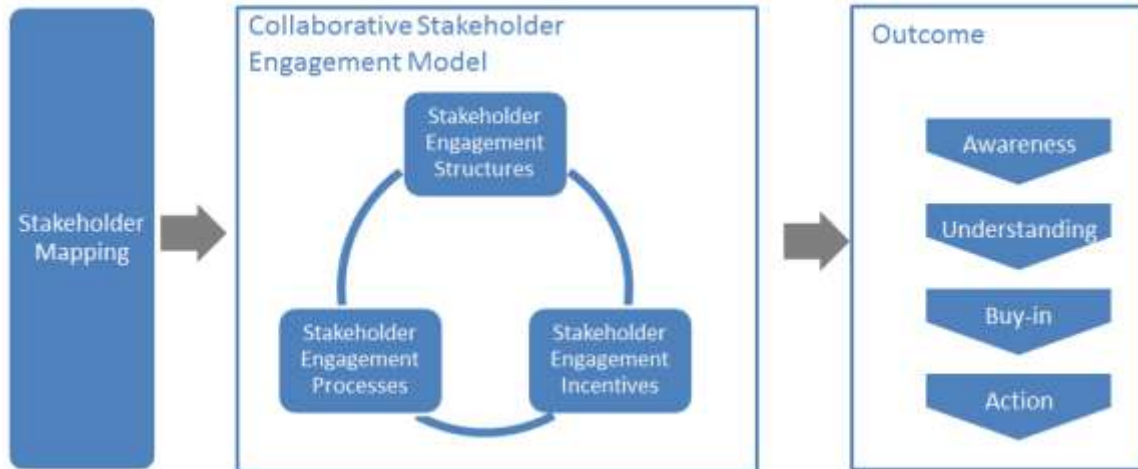 Stakeholder
Mapping
Collaborative Stakeholder
Engagement Model
Stakeholder
Engagement
Structures
Stakeholder
Engagement
Processes
Stakeholder
Engagement
Incentives
Outcome
Awareness
Understanding
Buy-in
Action